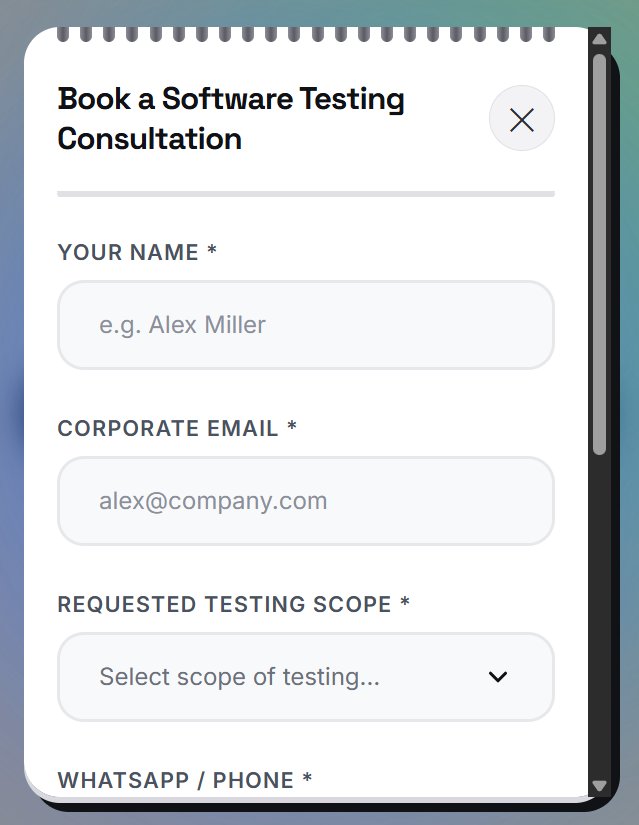 Book a Software Testing
Consultation
YOUR NAME *
e.g. Alex Miller
CORPORATE EMAIL *
alex@company.com
REQUESTED TESTING SCOPE *
Select scope of testing...
WHATSAPP / PHONE *